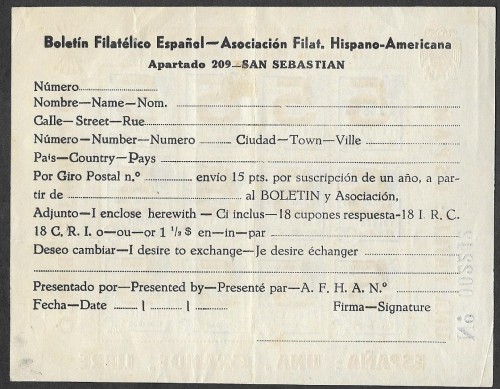 Boletín Filatélico Español—Asociación Filat. Hispano-Americana
Apartado 209—SAN SEBASTIAN
Número
Nombre—Name—Nom.
Calle—Street—Rue
Número—Number—Numero Ciudad—Town—Ville
País—Country—Pays
Por Giro Postal n.º envío 15 pts. por suscripción de un año, a par-
tir de al BOLETIN y Asociación,
Adjunto—I enclose herewith — Ci inclus—18 cupones respuesta-18 I. R. C.
18 C, R. I. o—ou—or 1 1/2 $ en—in—par
Deseo cambiar—I desire to exchange—Je desire échanger
Presentado por—Presented by—Presenté par—A. F. H. A. N.º
Fecha—Date | | Firma—Signature